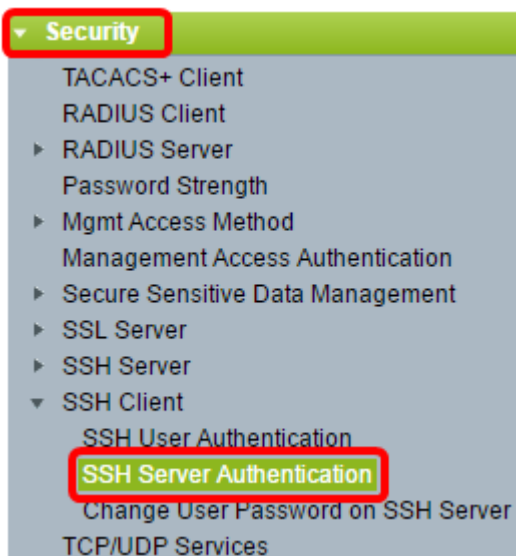 Security
TACACS+ Client
RADIUS Client
RADIUS Server
Password Strength
Mgmt Access Method
Management Access Authentication
Secure Sensitive Data Management
SSL Server
SSH Server
SSH Client
SSH User Authentication
SSH Server Authentication
Change User Password on SSH Server
TCP/UDP Services